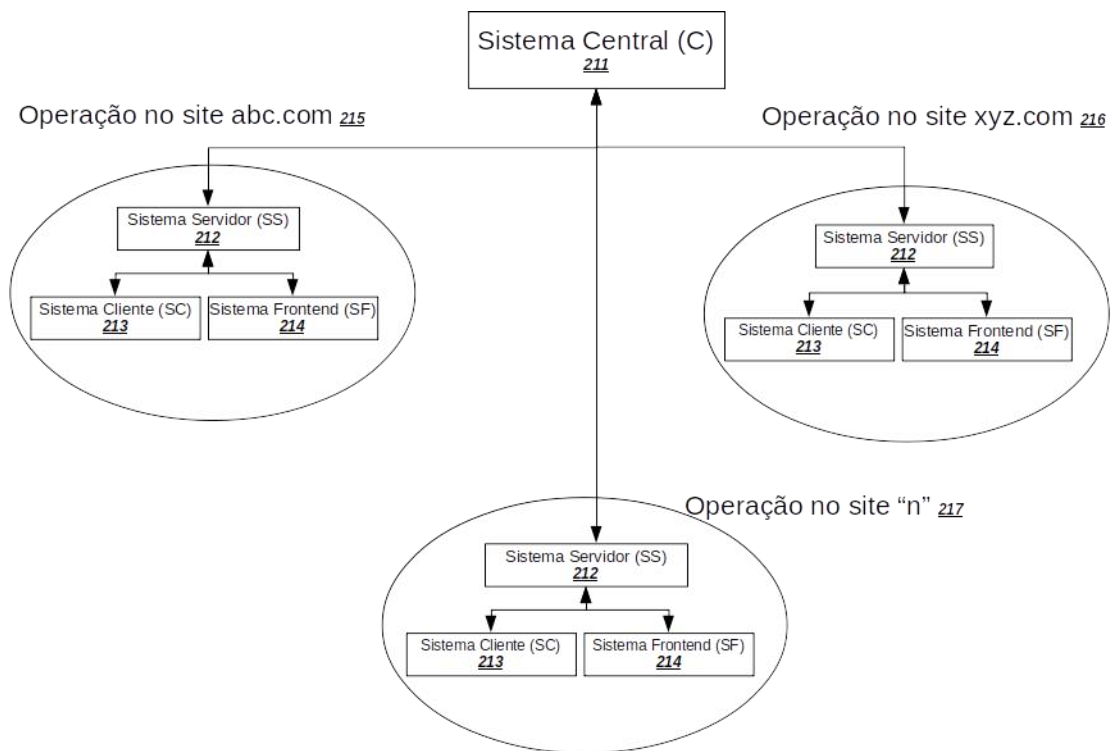 Sistema Central (C)
211
Operação no site abc.com 215
Operação no site xyz.com 216
Sistema Servidor (SS)
212
Sistema Cliente (SC)
213
Sistema Frontend (SF)
214
Sistema Servidor (SS)
212
Sistema Cliente (SC)
213
Sistema Frontend (SF)
214
Operação no site “n” 217
Sistema Servidor (SS)
212
Sistema Cliente (SC)
213
Sistema Frontend (SF)
214